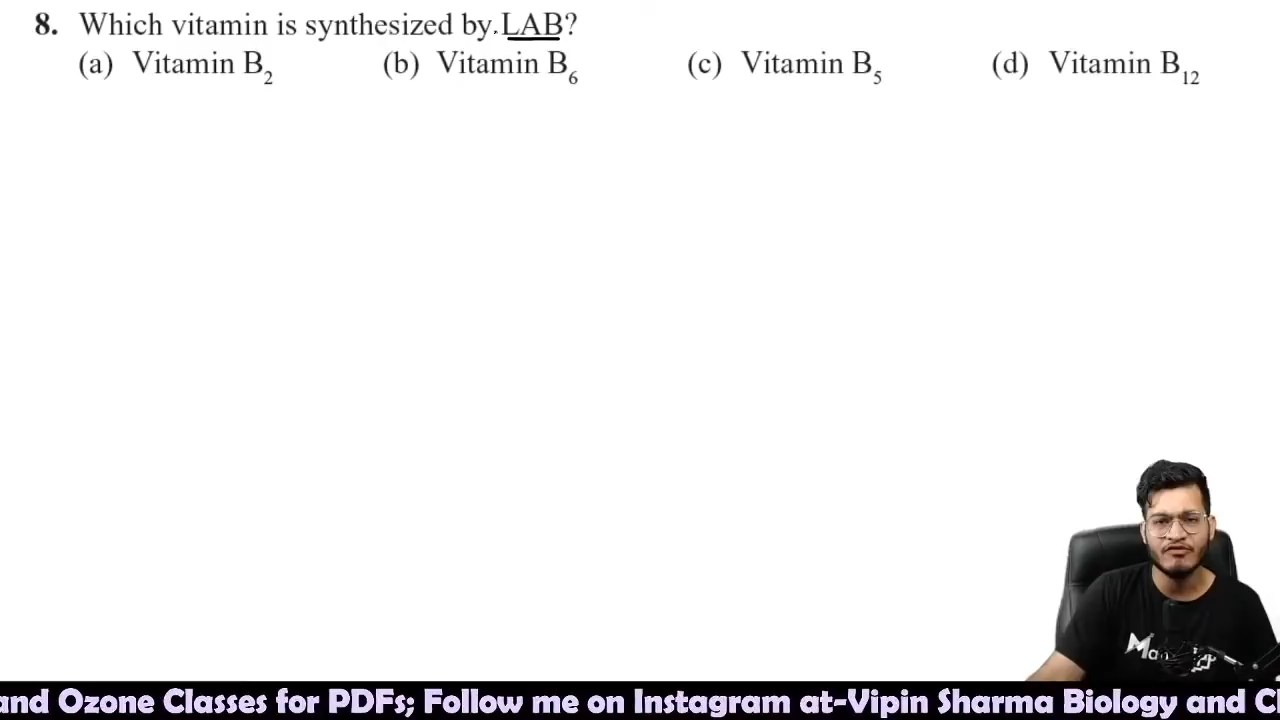 8. Which vitamin is synthesized by LAB?
(a) Vitamin B₂ (b) Vitamin B₆ (c) Vitamin B₅ (d) Vitamin B₁₂
and Ozone Classes for PDFs; Follow me on Instagram at-Vipin Sharma Biology and